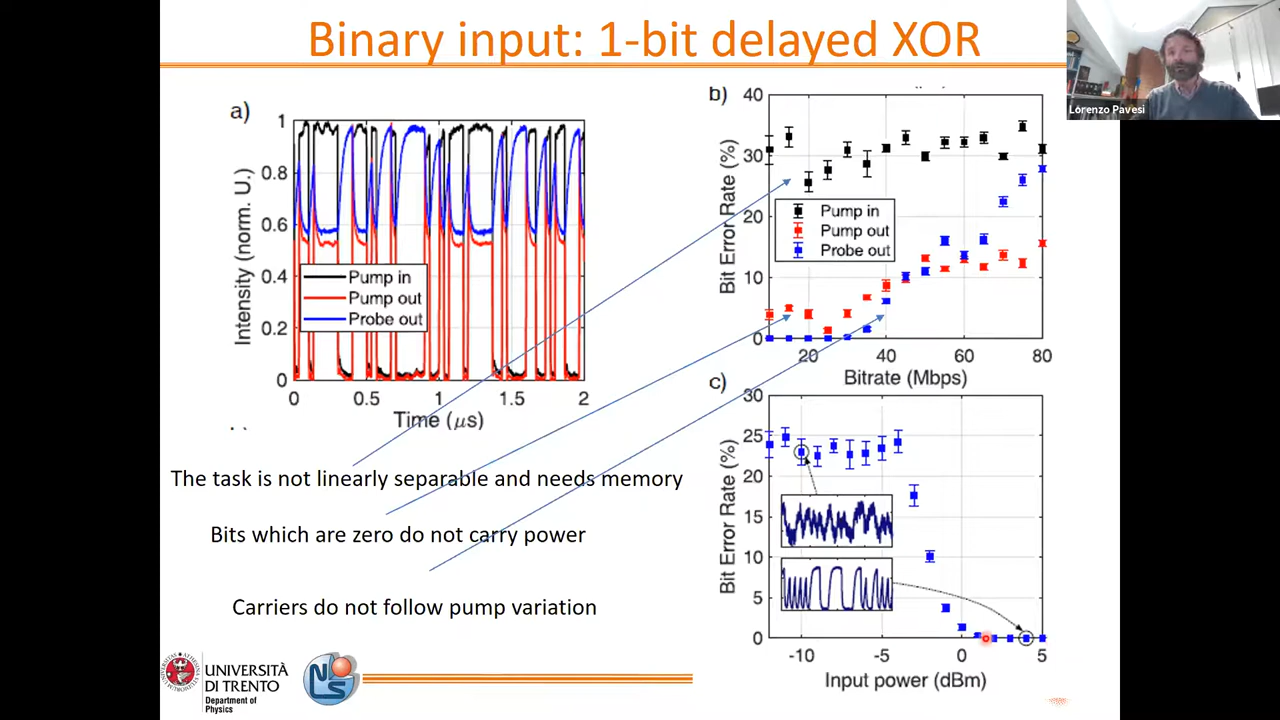 Binary input: 1-bit delayed XOR
Lorenzo Pavesi
a)
1
0.8
0.6
0.4
0.2
0
Intensity (norm. U.)
Pump in
Pump out
Probe out
0
0.5
1
1.5
2
Time (μs)
b)
40
30
20
10
0
Bit Error Rate (%)
Pump in
Pump out
Probe out
20
40
60
80
Bitrate (Mbps)
c)
30
25
20
15
10
5
0
Bit Error Rate (%)
-10
-5
0
5
Input power (dBm)
The task is not linearly separable and needs memory
Bits which are zero do not carry power
Carriers do not follow pump variation
UNIVERSITÀ
DI TRENTO
Department of
Physics
NLS